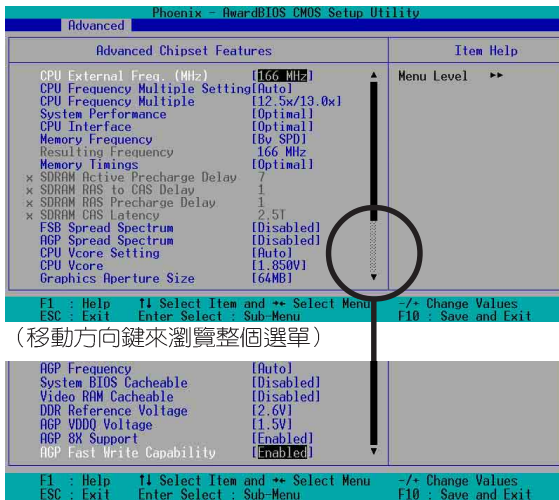 Phoenix - AwardBIOS CMOS Setup Utility
Advanced
Advanced Chipset Features
Item Help
CPU External Freq. (MHz) [166 MHz]
Menu Level ▸▸
CPU Frequency Multiple Setting[Auto]
CPU Frequency Multiple [12.5x/13.0x]
System Performance [Optimal]
CPU Interface [Optimal]
Memory Frequency [By SPD]
Resulting Frequency 166 MHz
Memory Timings [Optimal]
x SDRAM Active Precharge Delay 7
x SDRAM RAS to CAS Delay 1
x SDRAM RAS Precharge Delay 1
x SDRAM CAS Latency 2.5T
FSB Spread Spectrum [Disabled]
AGP Spread Spectrum [Disabled]
CPU Vcore Setting [Auto]
CPU Vcore [1.850V]
Graphics Aperture Size [64MB]
F1 : Help ↑↓ Select Item and ↔ Select Menu -/+ Change Values
ESC : Exit Enter Select : Sub-Menu F10 : Save and Exit
(移動方向鍵來瀏覽整個選單)
AGP Frequency [Auto]
System BIOS Cacheable [Disabled]
Video RAM Cacheable [Disabled]
DDR Reference Voltage [2.6V]
AGP VDDQ Voltage [1.5V]
AGP 8X Support [Enabled]
AGP Fast Write Capability [Enabled]
F1 : Help ↑↓ Select Item and ↔ Select Menu -/+ Change Values
ESC : Exit Enter Select : Sub-Menu F10 : Save and Exit